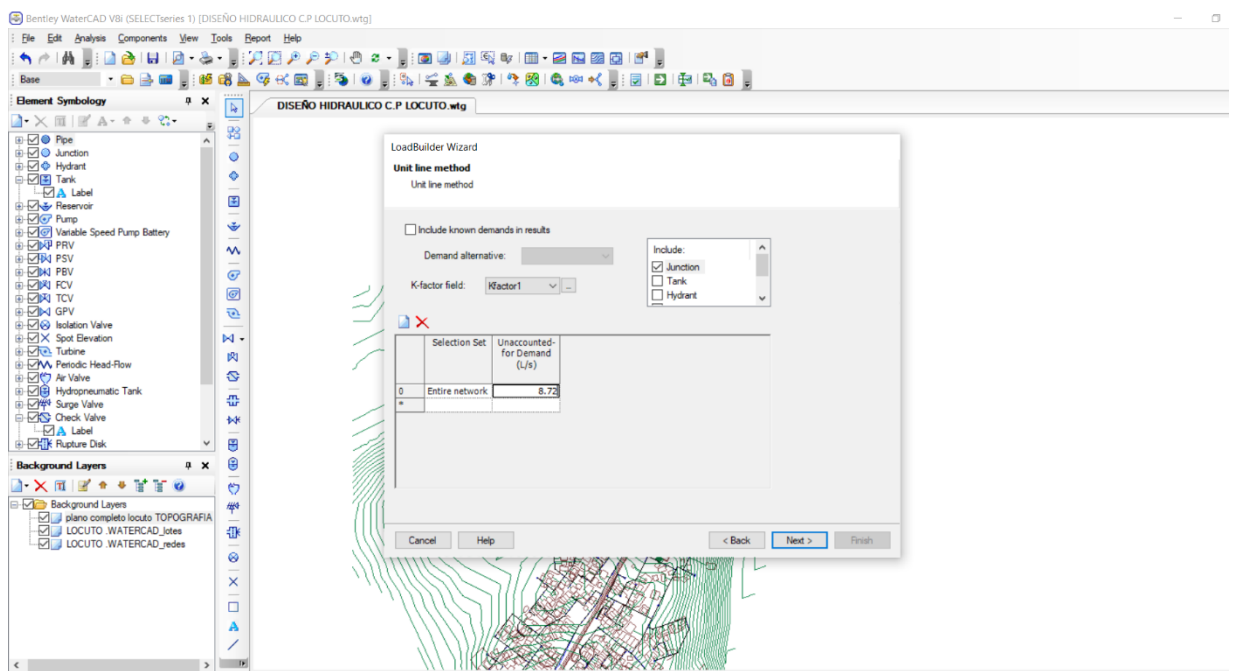 Bentley WaterCAD V8i (SELECTseries 1) [DISEÑO HIDRAULICO C.P LOCUTO.wtg]
File Edit Analysis Components View Tools Report Help
Base
Element Symbology
DISEÑO HIDRAULICO C.P LOCUTO.wtg
Pipe
Junction
Hydrant
Tank
Label
Reservoir
Pump
Variable Speed Pump Battery
PRV
PSV
PBV
FCV
TCV
GPV
Isolation Valve
Spot Elevation
Turbine
Periodic Head-Flow
Air Valve
Hydropneumatic Tank
Surge Valve
Check Valve
Label
Rupture Disk
Background Layers
Background Layers
plano completo locuto TOPOGRAFIA
LOCUTO .WATERCAD_lotes
LOCUTO .WATERCAD_redes
LoadBuilder Wizard
Unit line method
Unit line method
Include known demands in results
Demand alternative:
K-factor field: Kfactor1 ...
Include:
Junction
Tank
Hydrant
Selection Set Unaccounted-for Demand (L/s)
0 Entire network 8.72
*
Cancel Help < Back Next > Finish